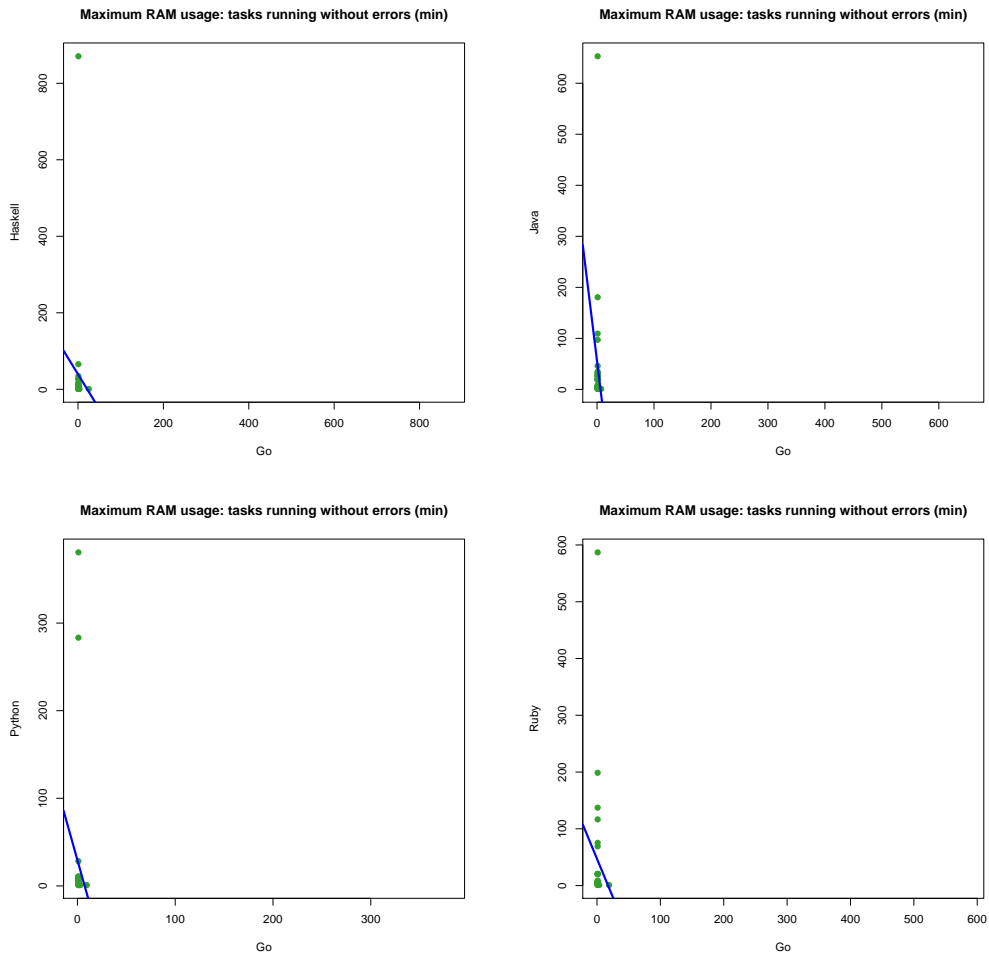 Maximum RAM usage: tasks running without errors (min)
Haskell
0 200 400 600 800
0 200 400 600 800
Go
Maximum RAM usage: tasks running without errors (min)
Java
0 100 200 300 400 500 600
0 100 200 300 400 500 600
Go
Maximum RAM usage: tasks running without errors (min)
Python
0 100 200 300
0 100 200 300
Go
Maximum RAM usage: tasks running without errors (min)
Ruby
0 100 200 300 400 500 600
0 100 200 300 400 500 600
Go